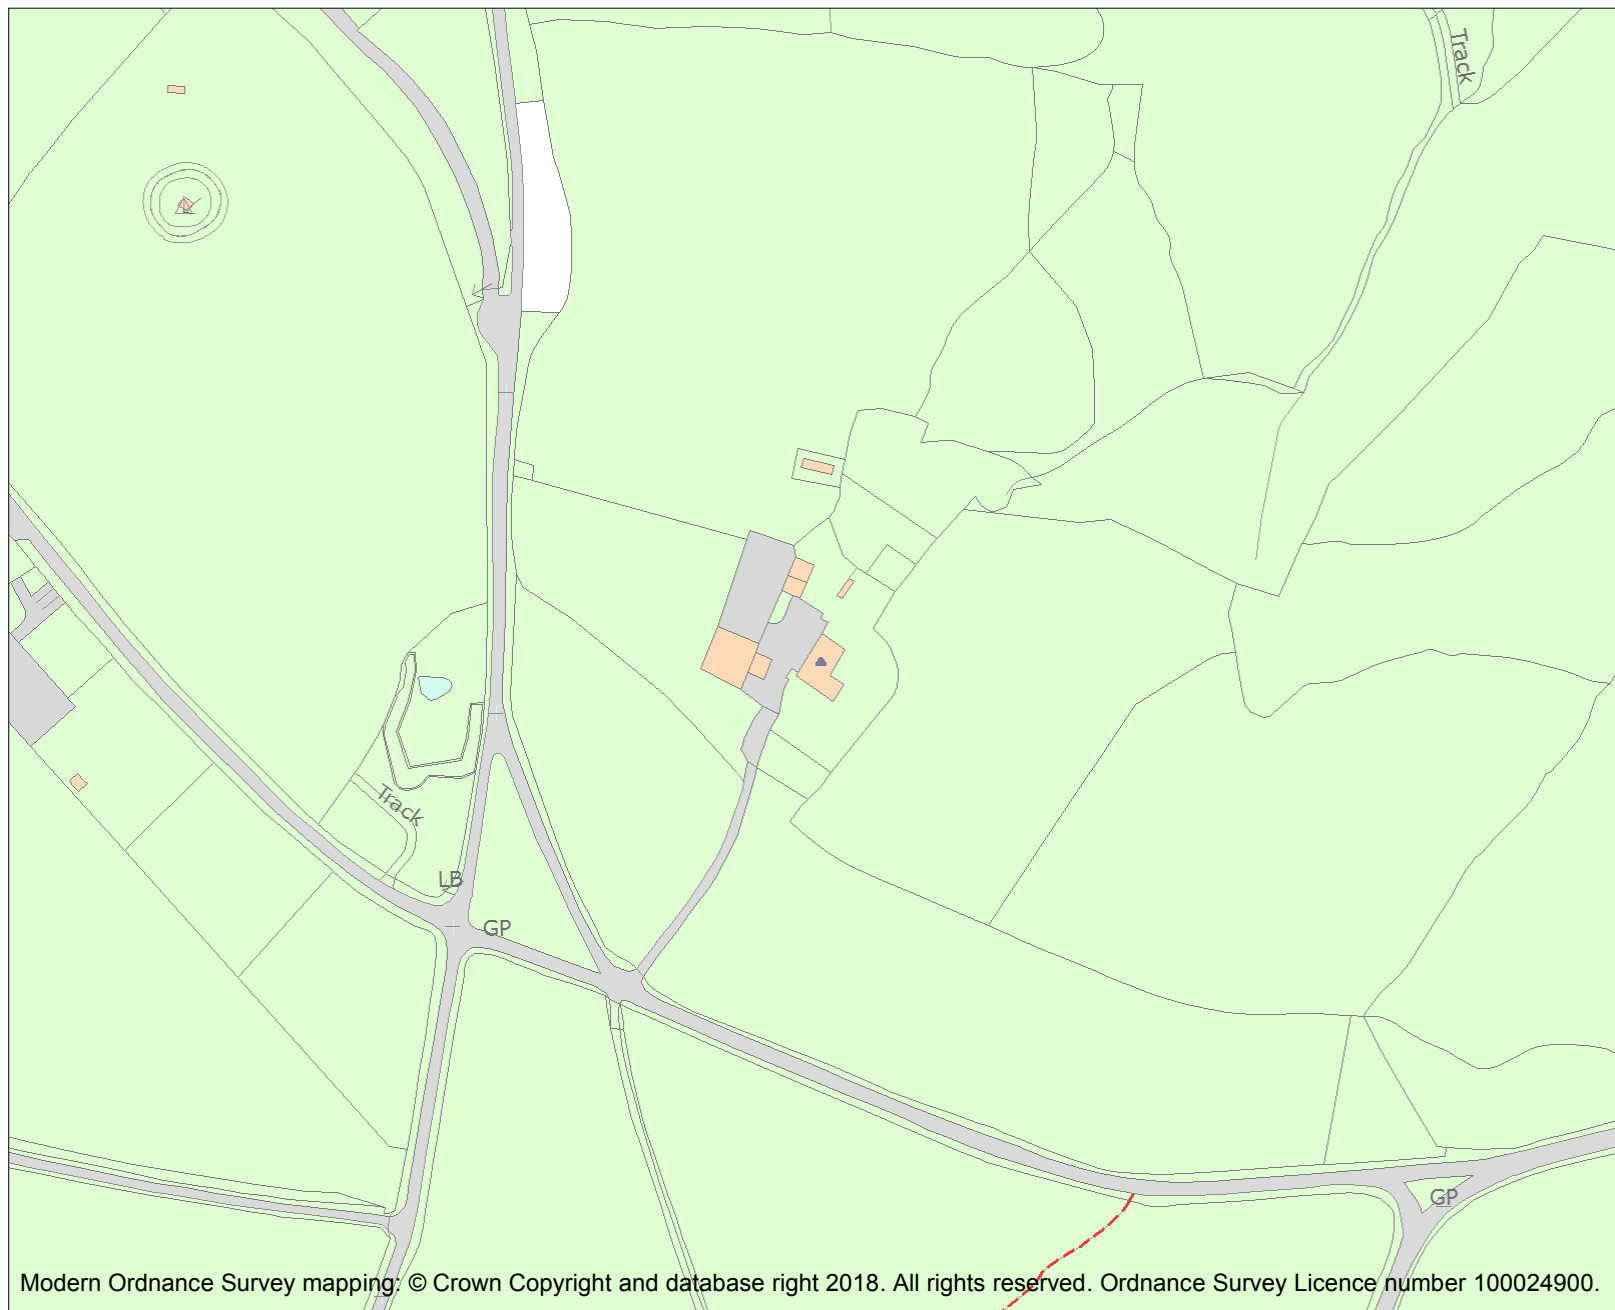 Track
Track
LB
GP
GP
Modern Ordnance Survey mapping: © Crown Copyright and database right 2018. All rights reserved. Ordnance Survey Licence number 100024900.